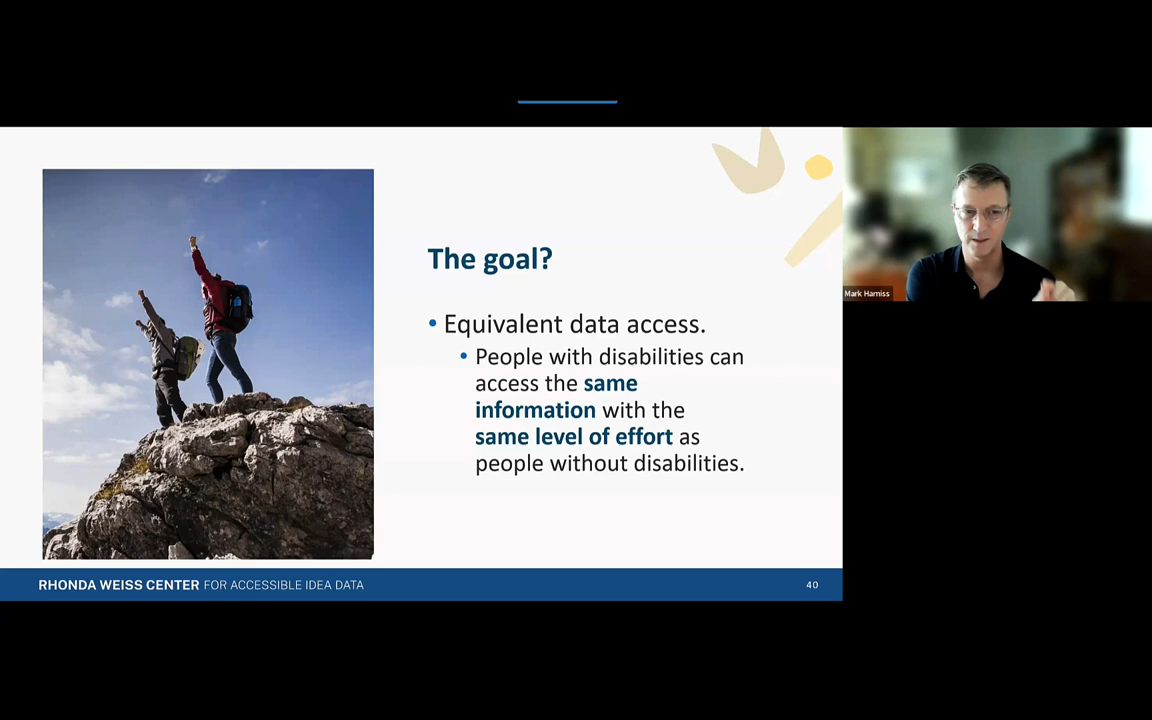 The goal?
• Equivalent data access.
• People with disabilities can
access the same
information with the
same level of effort as
people without disabilities.
RHONDA WEISS CENTER FOR ACCESSIBLE IDEA DATA
40
Mark Harniss